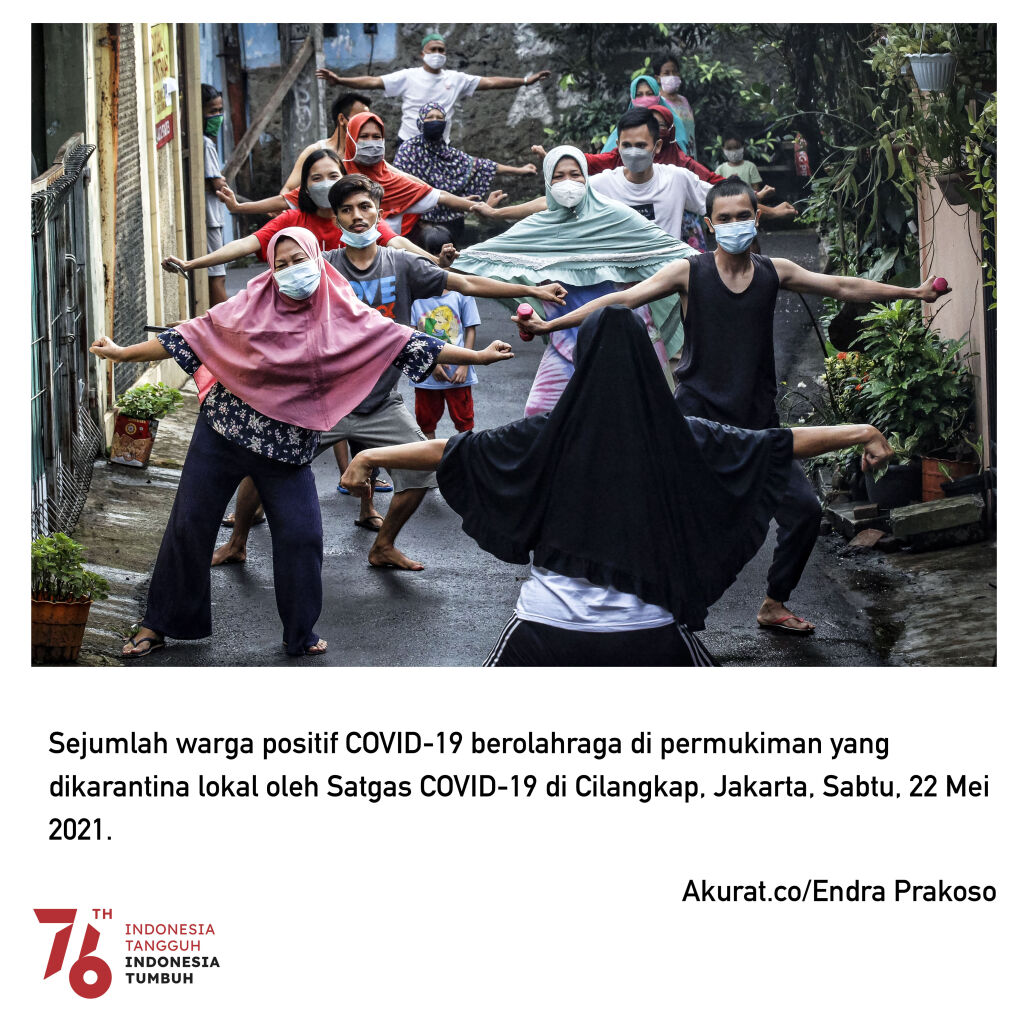 LOVE
Sejumlah warga positif COVID-19 berolahraga di permukiman yang
dikarantina lokal oleh Satgas COVID-19 di Cilangkap, Jakarta, Sabtu, 22 Mei
2021.
Akurat.co/Endra Prakoso
76 TH
INDONESIA
TANGGUH
INDONESIA
TUMBUH